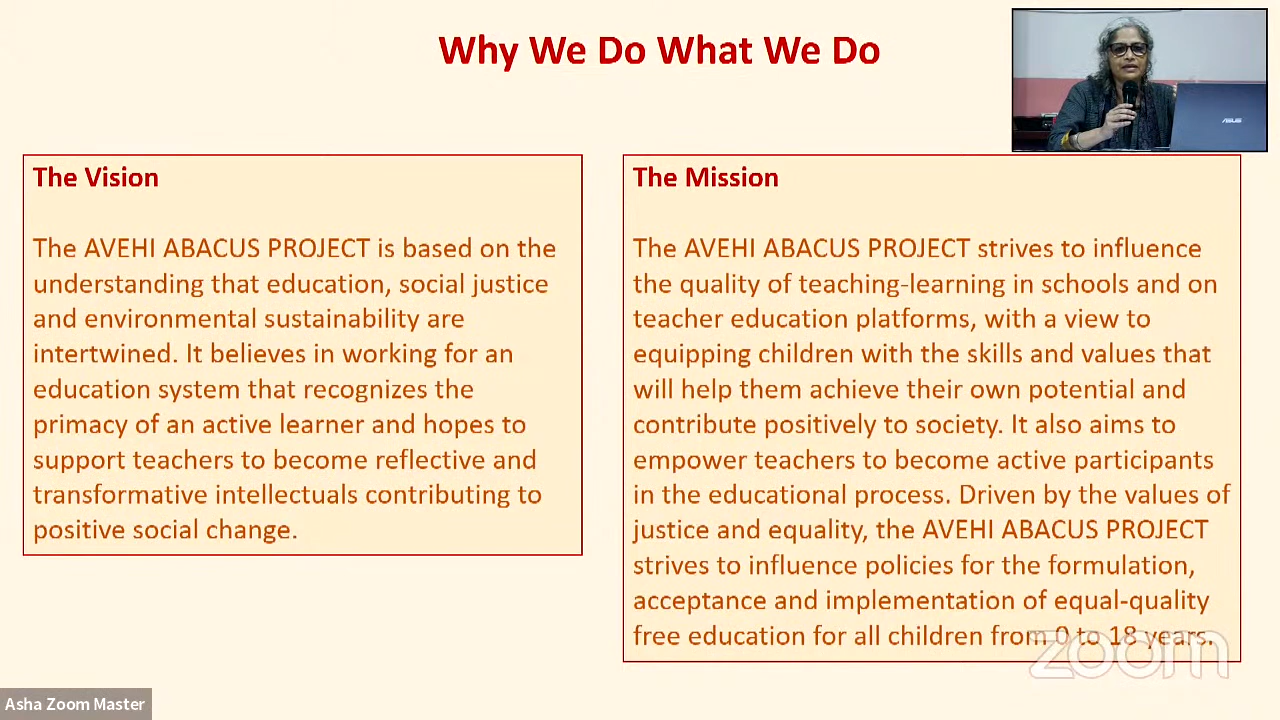 Why We Do What We Do
ASUS
The Vision
The AVEHI ABACUS PROJECT is based on the
understanding that education, social justice
and environmental sustainability are
intertwined. It believes in working for an
education system that recognizes the
primacy of an active learner and hopes to
support teachers to become reflective and
transformative intellectuals contributing to
positive social change.
The Mission
The AVEHI ABACUS PROJECT strives to influence
the quality of teaching-learning in schools and on
teacher education platforms, with a view to
equipping children with the skills and values that
will help them achieve their own potential and
contribute positively to society. It also aims to
empower teachers to become active participants
in the educational process. Driven by the values of
justice and equality, the AVEHI ABACUS PROJECT
strives to influence policies for the formulation,
acceptance and implementation of equal-quality
free education for all children from 0 to 18 years.
zoom
Asha Zoom Master